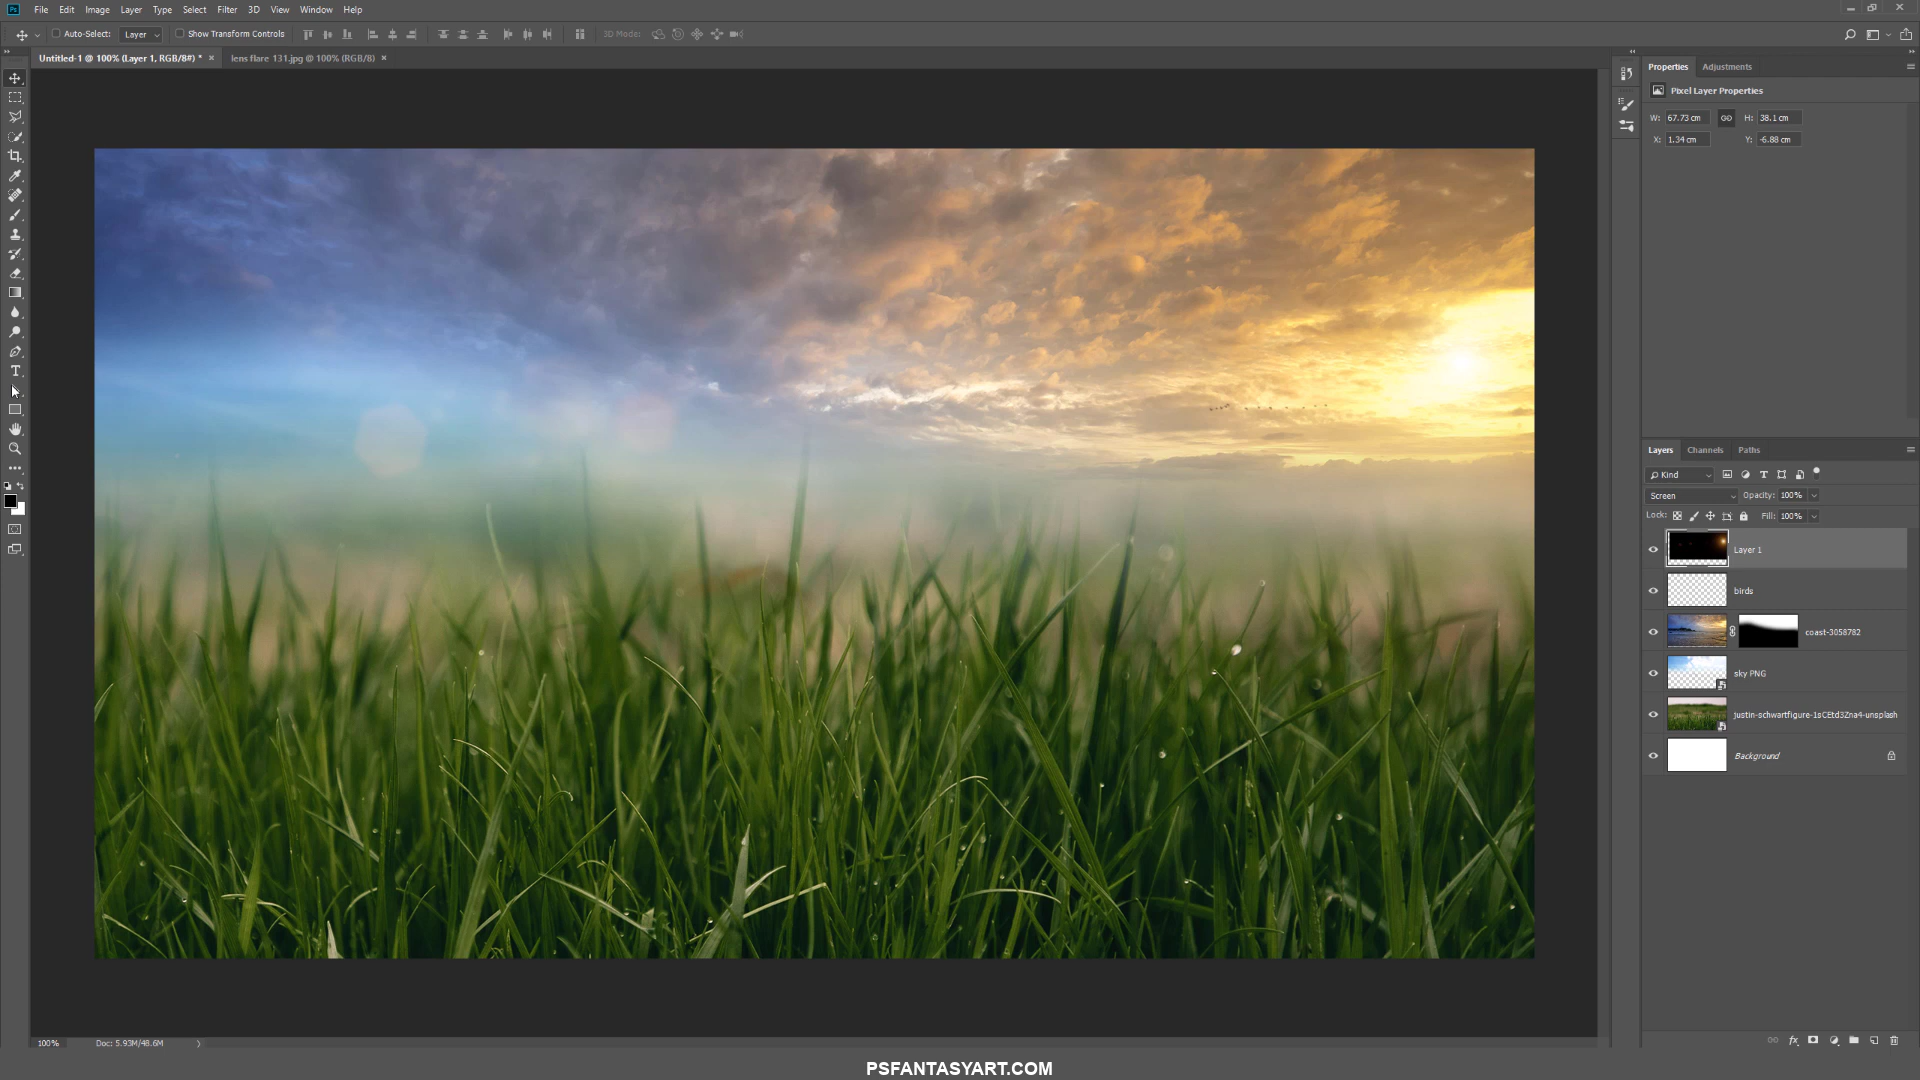 Ps File Edit Image Layer Type Select Filter 3D View Window Help
Auto-Select: Layer Show Transform Controls 3D Mode:
Untitled-1 @ 100% (Layer 1, RGB/8#) * × lens flare 131.jpg @ 100% (RGB/8) ×
Properties Adjustments
Pixel Layer Properties
W: 67.73 cm H: 38.1 cm
X: 1.34 cm Y: -6.88 cm
Layers Channels Paths
Kind
Screen Opacity: 100%
Lock: Fill: 100%
Layer 1
birds
coast-3058782
sky PNG
justin-schwartfigure-1sCEtd3Zna4-unsplash
Background
fx
100% Doc: 5.93M/48.6M
PSFANTASYART.COM